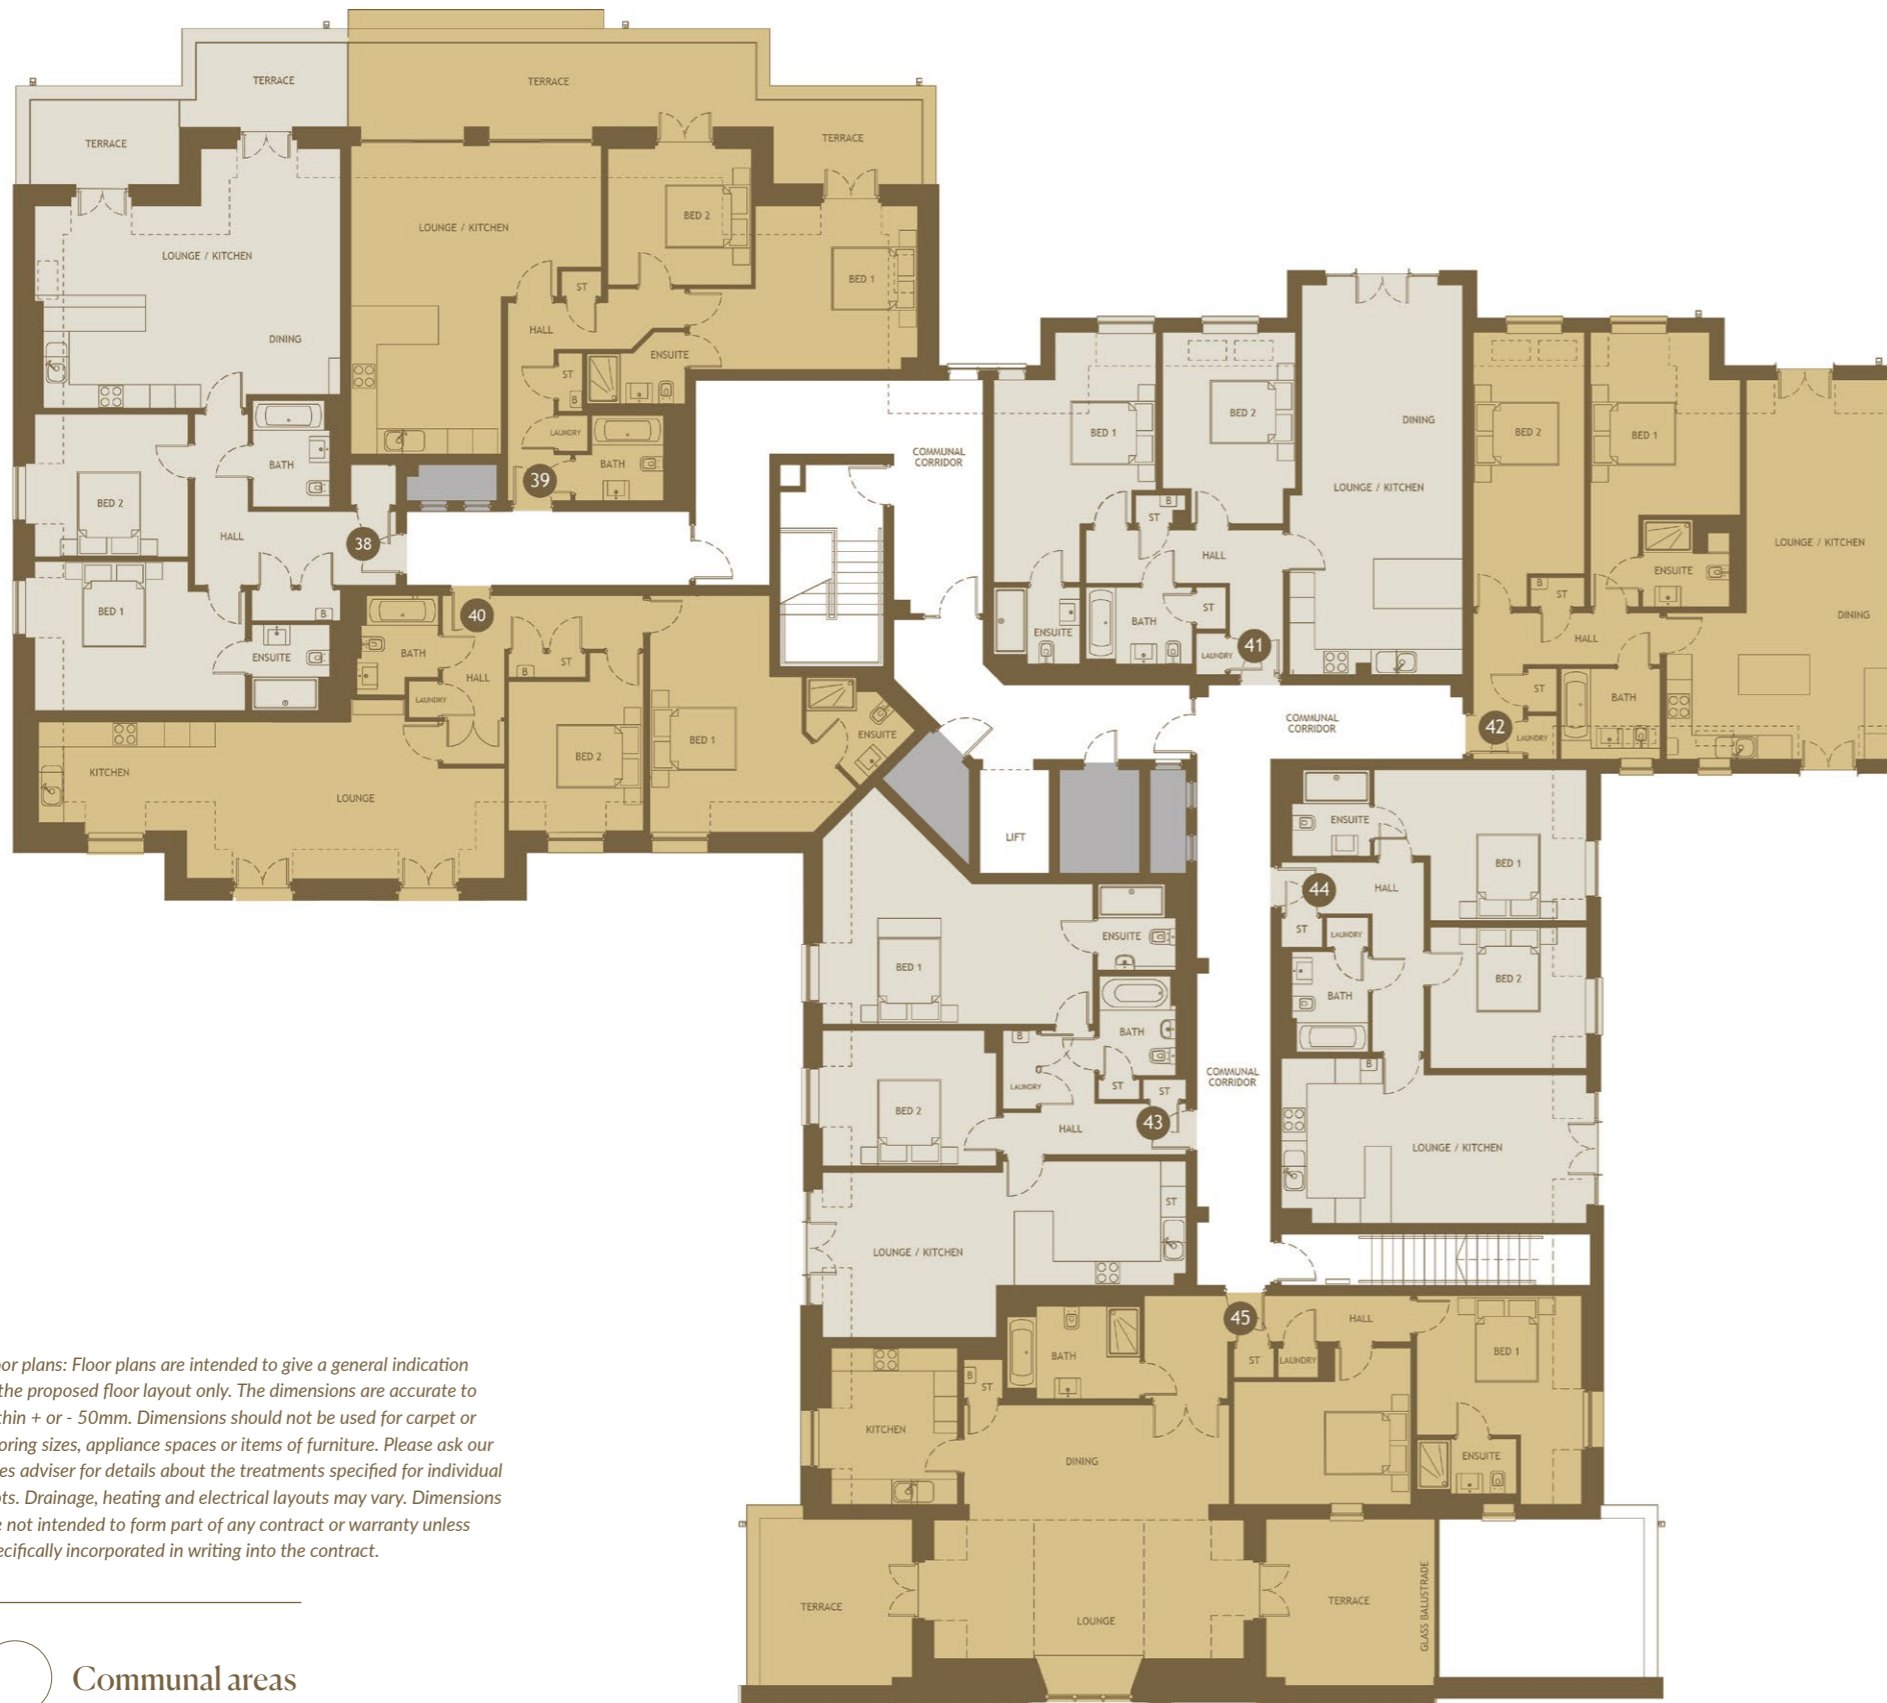 TERRACE
TERRACE
TERRACE
TERRACE
LOUNGE / KITCHEN
DINING
BATH
BED 2
HALL
38
BED 1
B
ENSUITE
LOUNGE / KITCHEN
BED 2
BED 1
ST
HALL
ENSUITE
ST
B
LAUNDRY
BATH
39
40
BATH
HALL
LAUNDRY
B
ST
BED 2
BED 1
ENSUITE
KITCHEN
LOUNGE
COMMUNAL
CORRIDOR
BED 1
BED 2
DINING
LOUNGE / KITCHEN
B
ST
HALL
ST
BATH
ENSUITE
LAUNDRY
41
BED 2
BED 1
LOUNGE / KITCHEN
ENSUITE
B
ST
DINING
HALL
ST
BATH
LAUNDRY
42
COMMUNAL
CORRIDOR
LIFT
ENSUITE
BED 1
HALL
44
ST
LAUNDRY
BED 2
BATH
B
LOUNGE / KITCHEN
BED 1
ENSUITE
BATH
B
LAUNDRY
ST
ST
BED 2
HALL
43
COMMUNAL
CORRIDOR
ST
LOUNGE / KITCHEN
45
HALL
BED 1
BATH
ST
LAUNDRY
B
ST
KITCHEN
DINING
ENSUITE
TERRACE
LOUNGE
TERRACE
GLASS BALUSTRADE
oor plans: Floor plans are intended to give a general indication
the proposed floor layout only. The dimensions are accurate to
thin + or - 50mm. Dimensions should not be used for carpet or
oring sizes, appliance spaces or items of furniture. Please ask our
es adviser for details about the treatments specified for individual
ots. Drainage, heating and electrical layouts may vary. Dimensions
e not intended to form part of any contract or warranty unless
ecifically incorporated in writing into the contract.
Communal areas